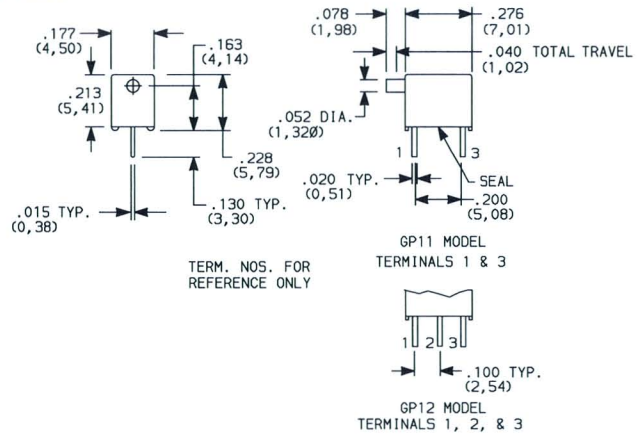 .177
(4,50)
.163
(4,14)
.213
(5,41)
.228
(5,79)
.130 TYP.
(3,30)
.015 TYP.
(0,38)
TERM. NOS. FOR
REFERENCE ONLY
.078
(1,98)
.276
(7,01)
.040 TOTAL TRAVEL
(1,02)
.052 DIA.
(1,32Ø)
1
3
.020 TYP.
(0,51)
SEAL
.200
(5,08)
GP11 MODEL
TERMINALS 1 & 3
1 2 3
.100 TYP.
(2,54)
GP12 MODEL
TERMINALS 1, 2, & 3